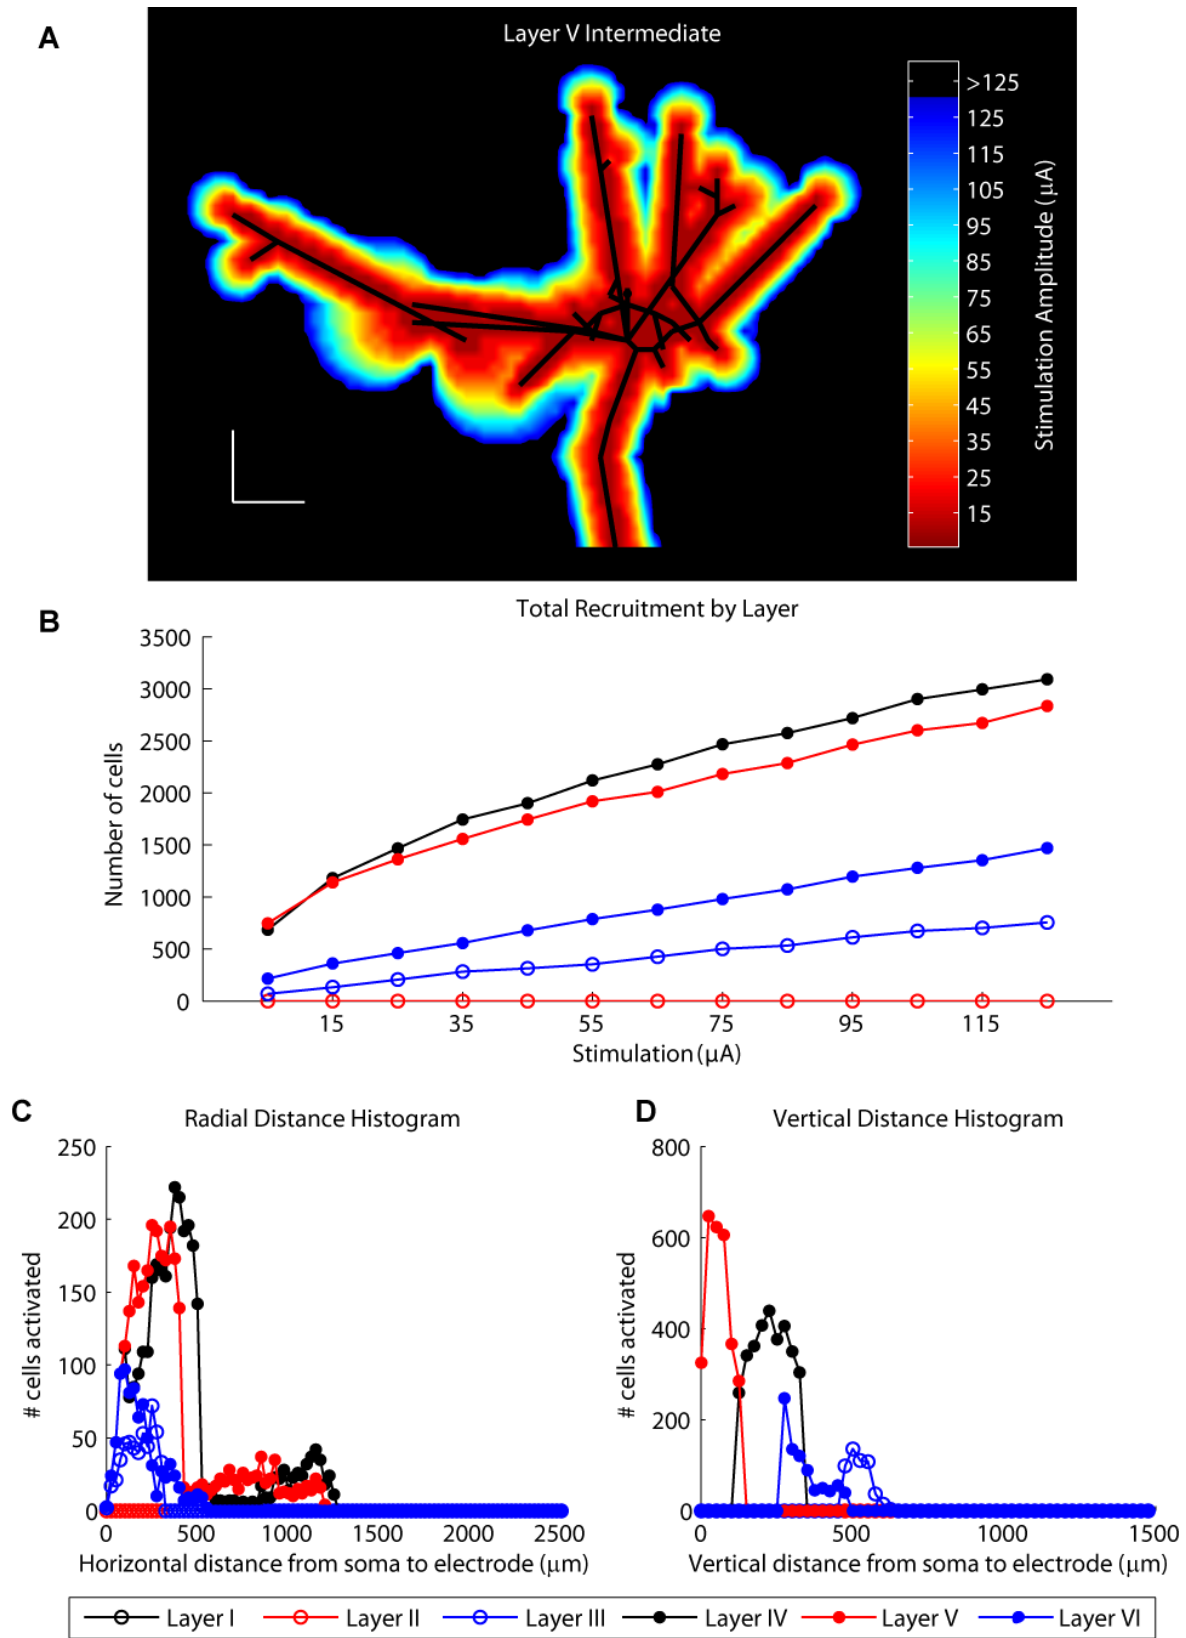 A
Layer V Intermediate
>125
125
115
105
95
85
75
65
55
45
35
25
15
Stimulation Amplitude (μA)
B
Total Recruitment by Layer
3500
3000
2500
2000
1500
1000
500
0
Number of cells
15 35 55 75 95 115
Stimulation (μA)
C
Radial Distance Histogram
250
200
150
100
50
0
# cells activated
0 500 1000 1500 2000 2500
Horizontal distance from soma to electrode (μm)
D
Vertical Distance Histogram
800
600
400
200
0
# cells activated
0 500 1000 1500
Vertical distance from soma to electrode (μm)
Layer I Layer II Layer III Layer IV Layer V Layer VI